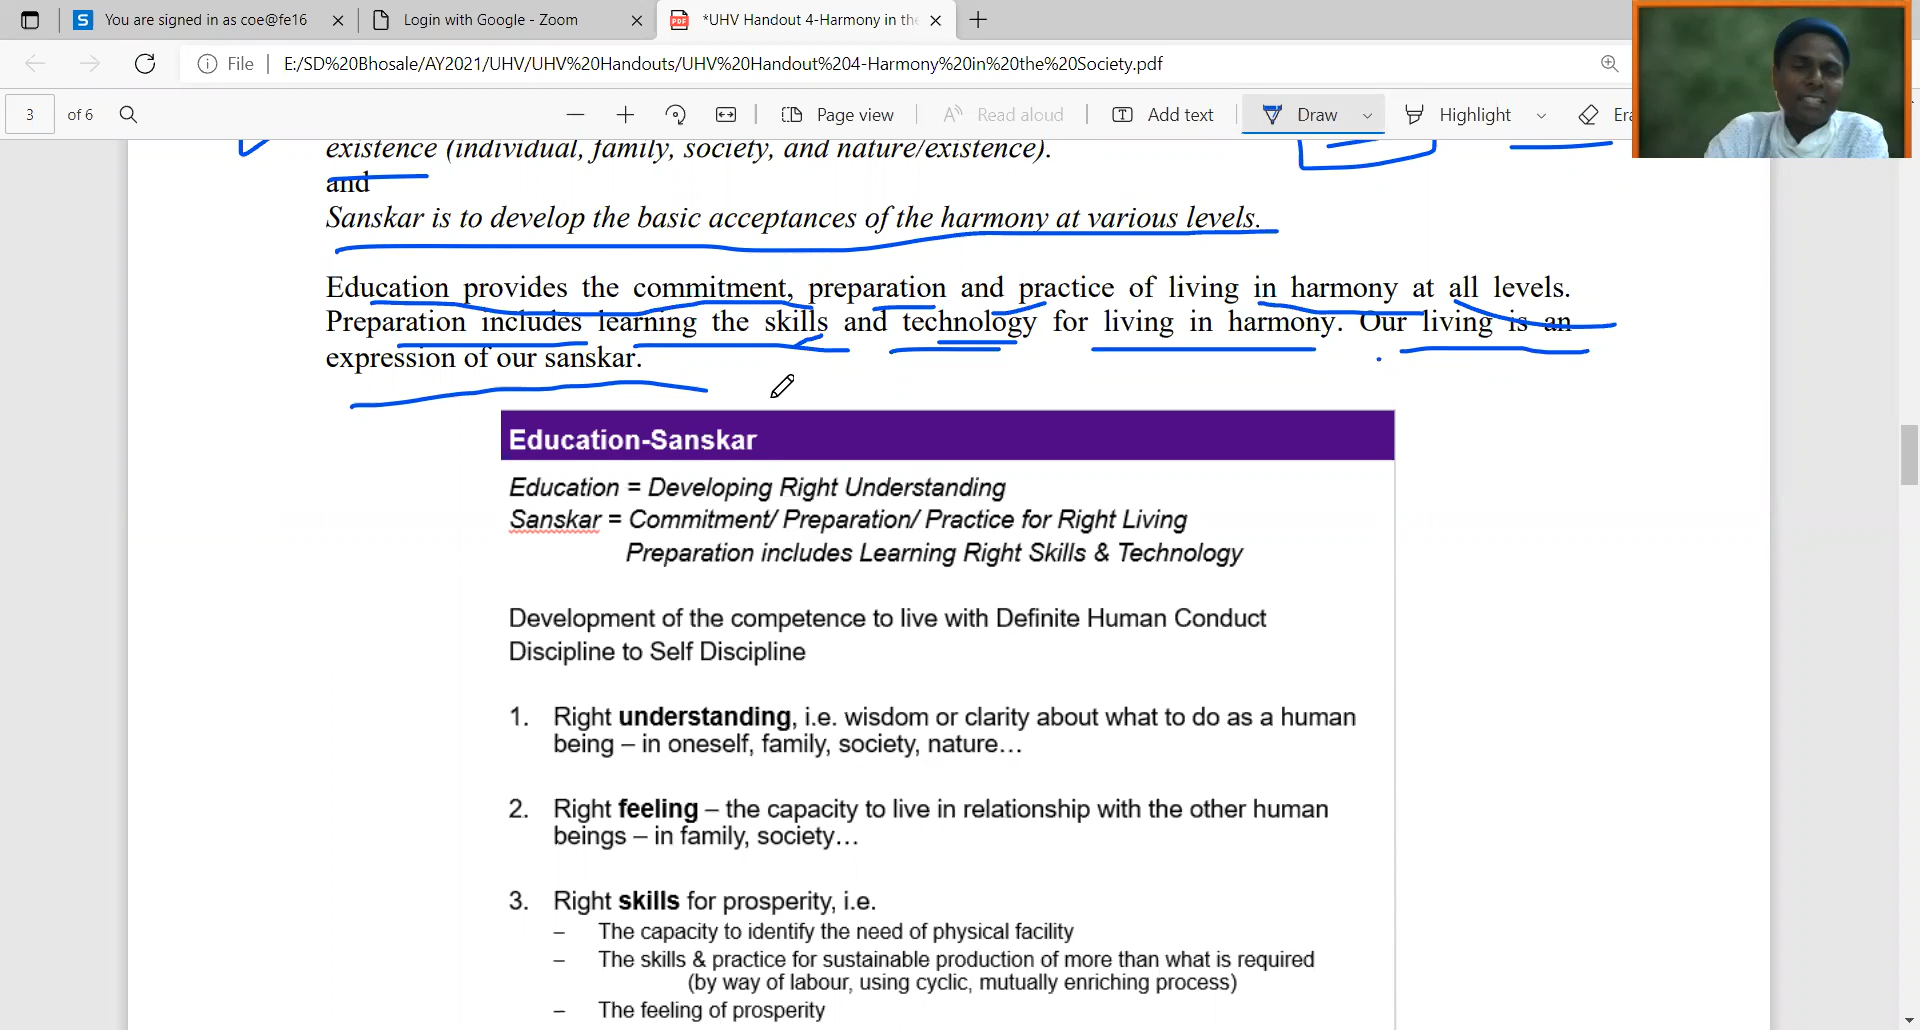 S You are signed in as coe@fe16
Login with Google - Zoom
PDF *UHV Handout 4-Harmony in the
File E:/SD%20Bhosale/AY2021/UHV/UHV%20Handouts/UHV%20Handout%204-Harmony%20in%20the%20Society.pdf
3 of 6 Page view Read aloud Add text Draw Highlight
existence (individual, family, society, and nature/existence).
and
Sanskar is to develop the basic acceptances of the harmony at various levels.
Education provides the commitment, preparation and practice of living in harmony at all levels.
Preparation includes learning the skills and technology for living in harmony. Our living is an
expression of our sanskar.
Education-Sanskar
Education = Developing Right Understanding
Sanskar = Commitment/ Preparation/ Practice for Right Living
Preparation includes Learning Right Skills & Technology
Development of the competence to live with Definite Human Conduct
Discipline to Self Discipline
1. Right understanding, i.e. wisdom or clarity about what to do as a human
being – in oneself, family, society, nature…
2. Right feeling – the capacity to live in relationship with the other human
beings – in family, society…
3. Right skills for prosperity, i.e.
– The capacity to identify the need of physical facility
– The skills & practice for sustainable production of more than what is required
(by way of labour, using cyclic, mutually enriching process)
– The feeling of prosperity